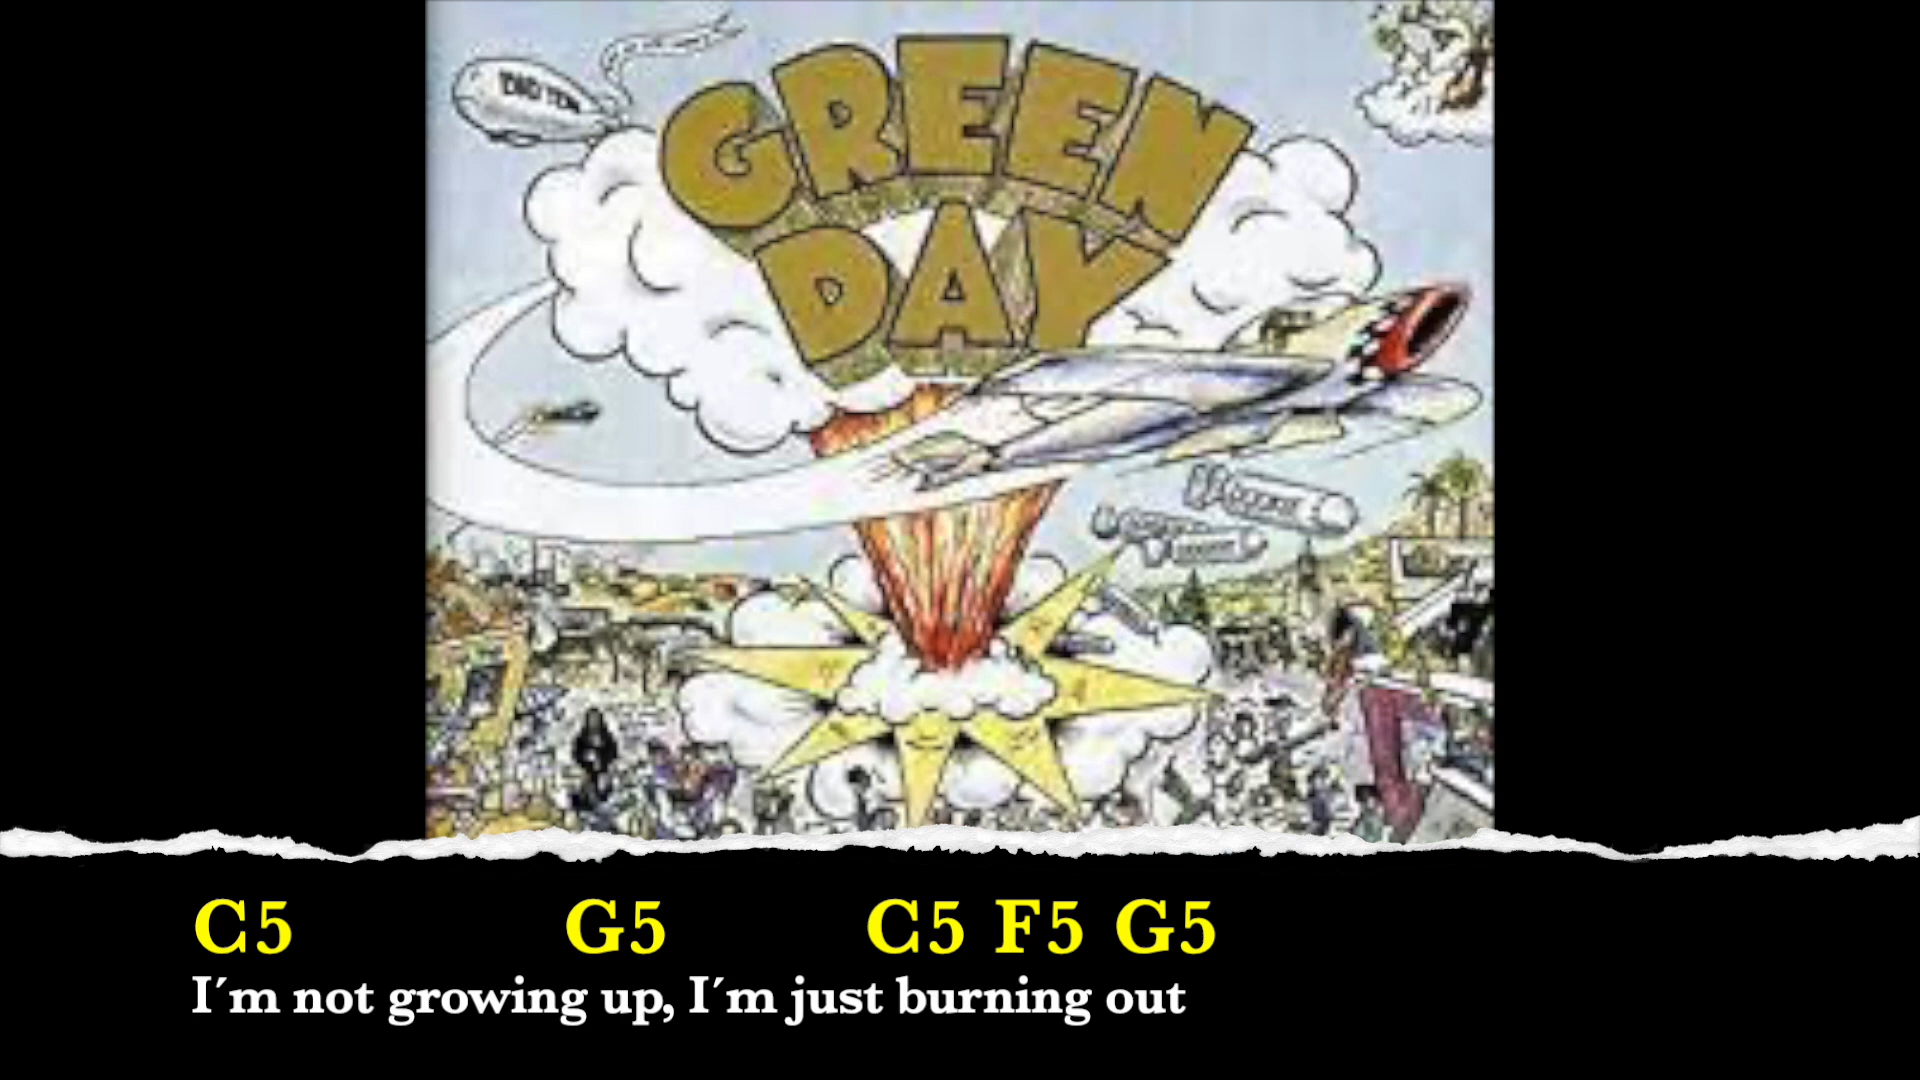 GREEN
DAY
C5 G5 C5 F5 G5
I´m not growing up, I´m just burning out